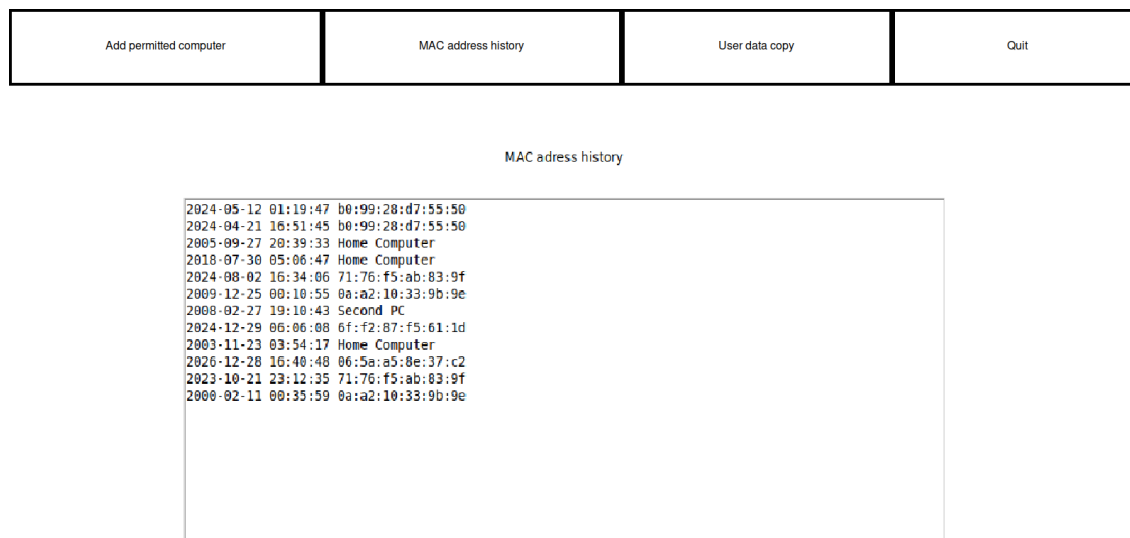 Add permitted computer MAC address history User data copy Quit
MAC adress history
2024-05-12 01:19:47 b0:99:28:d7:55:50
2024-04-21 16:51:45 b0:99:28:d7:55:50
2005-09-27 20:39:33 Home Computer
2018-07-30 05:06:47 Home Computer
2024-08-02 16:34:06 71:76:f5:ab:83:9f
2009-12-25 00:10:55 0a:a2:10:33:9b:9e
2008-02-27 19:10:43 Second PC
2024-12-29 06:06:08 6f:f2:87:f5:61:1d
2003-11-23 03:54:17 Home Computer
2026-12-28 16:40:48 06:5a:a5:8e:37:c2
2023-10-21 23:12:35 71:76:f5:ab:83:9f
2000-02-11 00:35:59 0a:a2:10:33:9b:9e